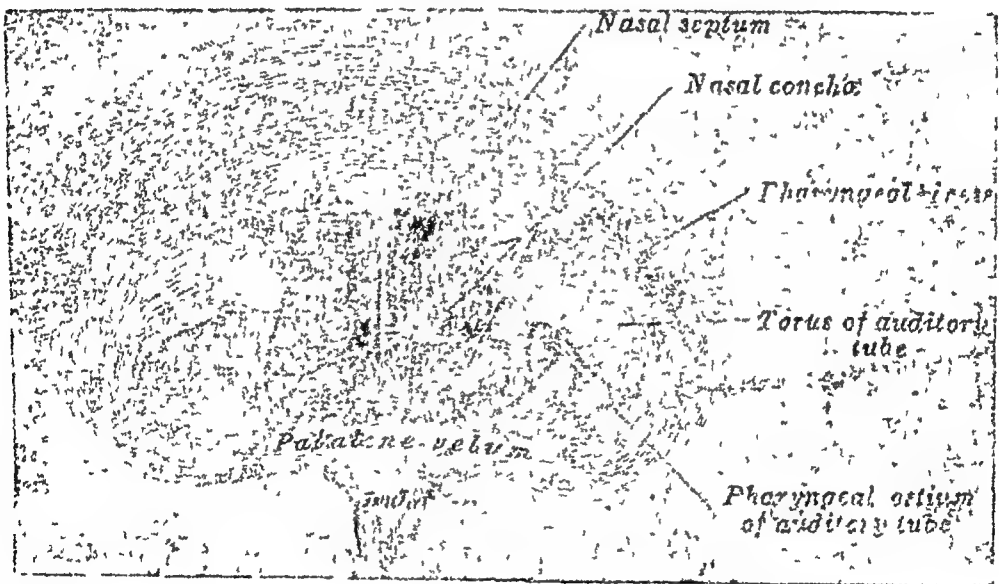 Nasal septum
Nasal conchæ
Pharyngeal
Torus of auditory
tube
Palatine velum
Pharyngeal ostium
of auditory tube